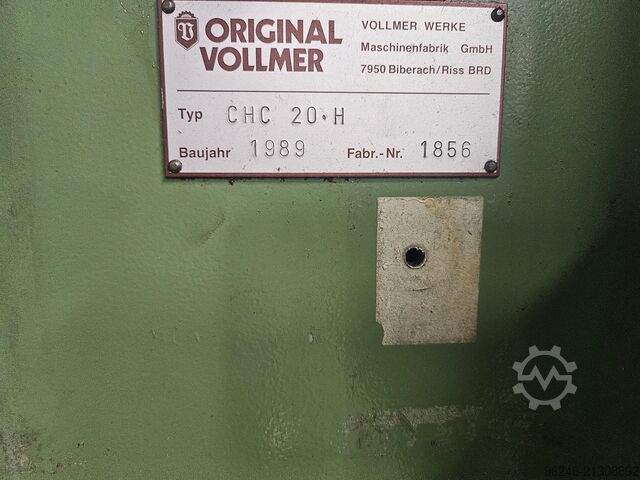 ORIGINAL
VOLLMER
VOLLMER WERKE
Maschinenfabrik GmbH
7950 Biberach/Riss BRD
Typ CHC 20·H
Baujahr 1989 Fabr.-Nr. 1856